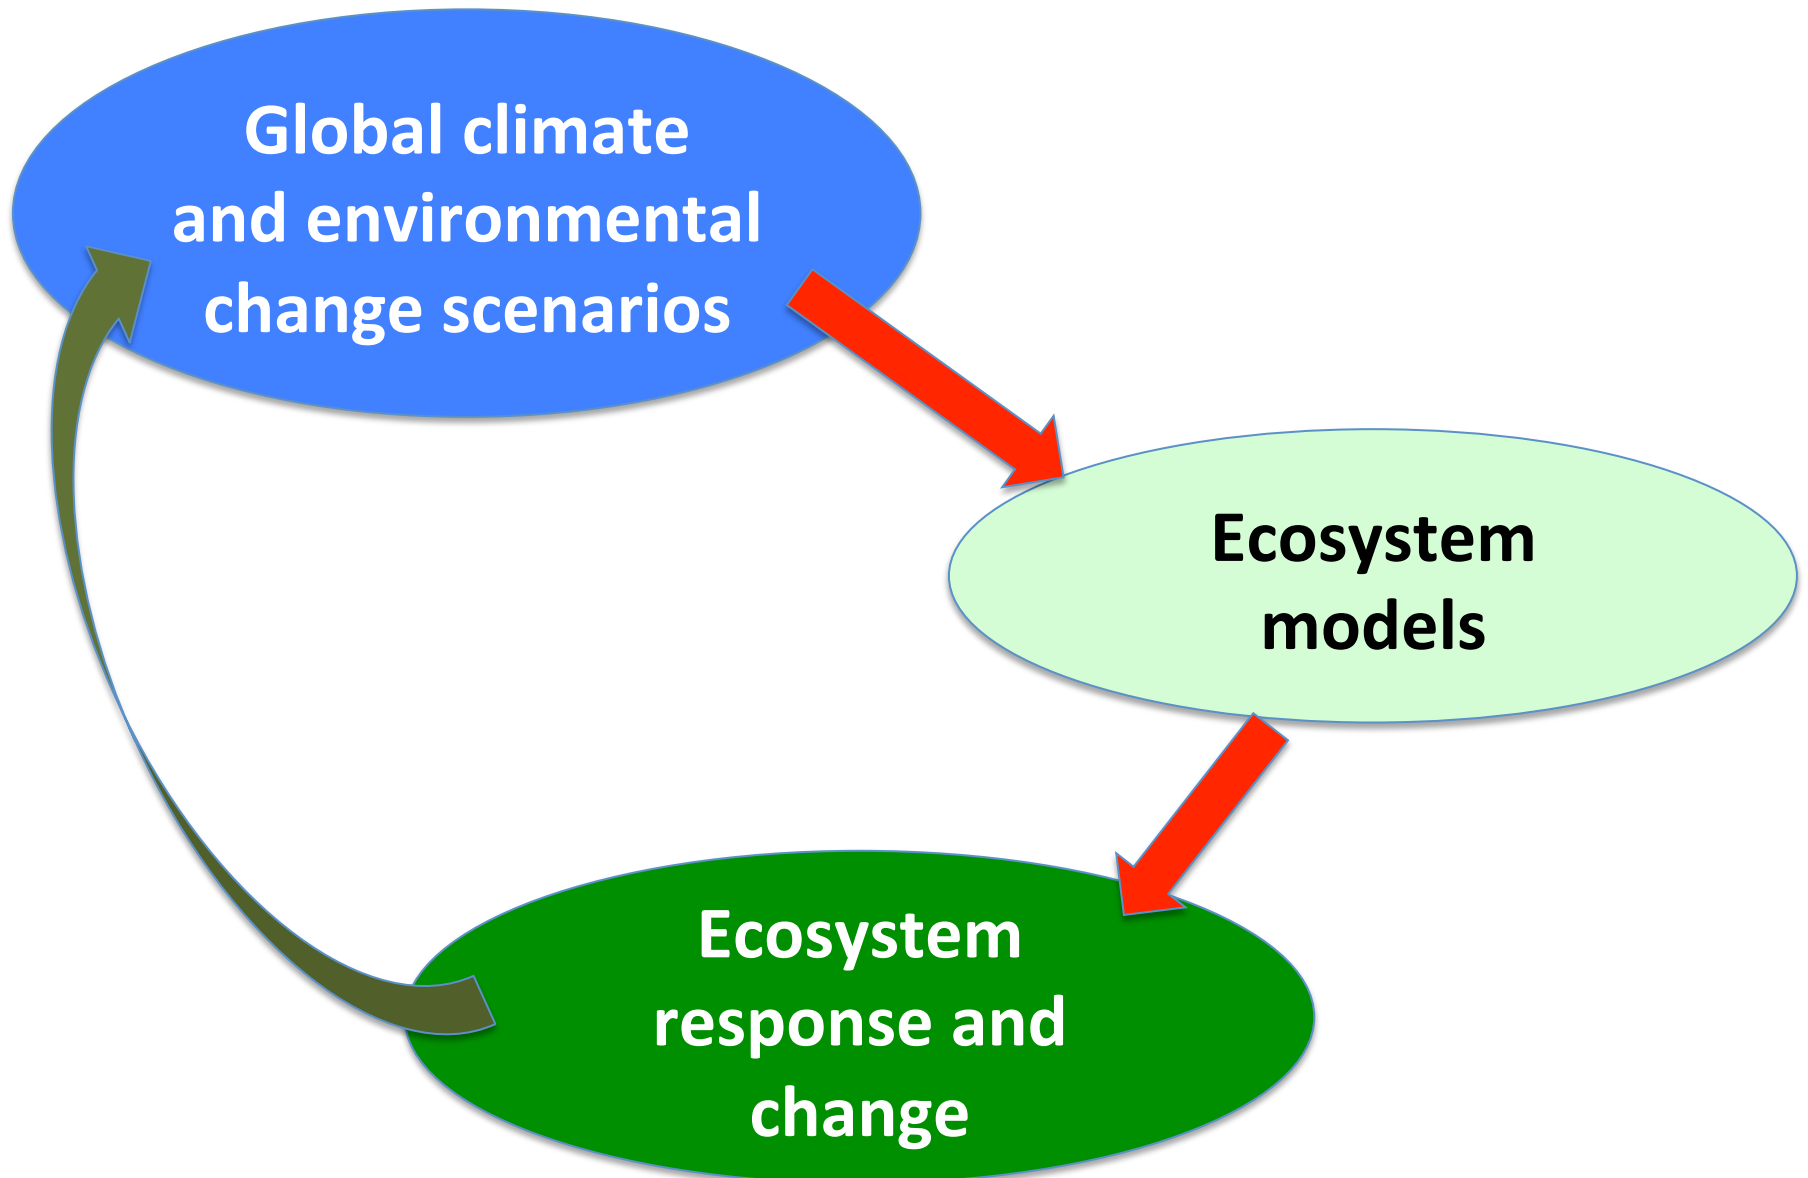 Global climate
and environmental
change scenarios
Ecosystem
models
Ecosystem
response and
change